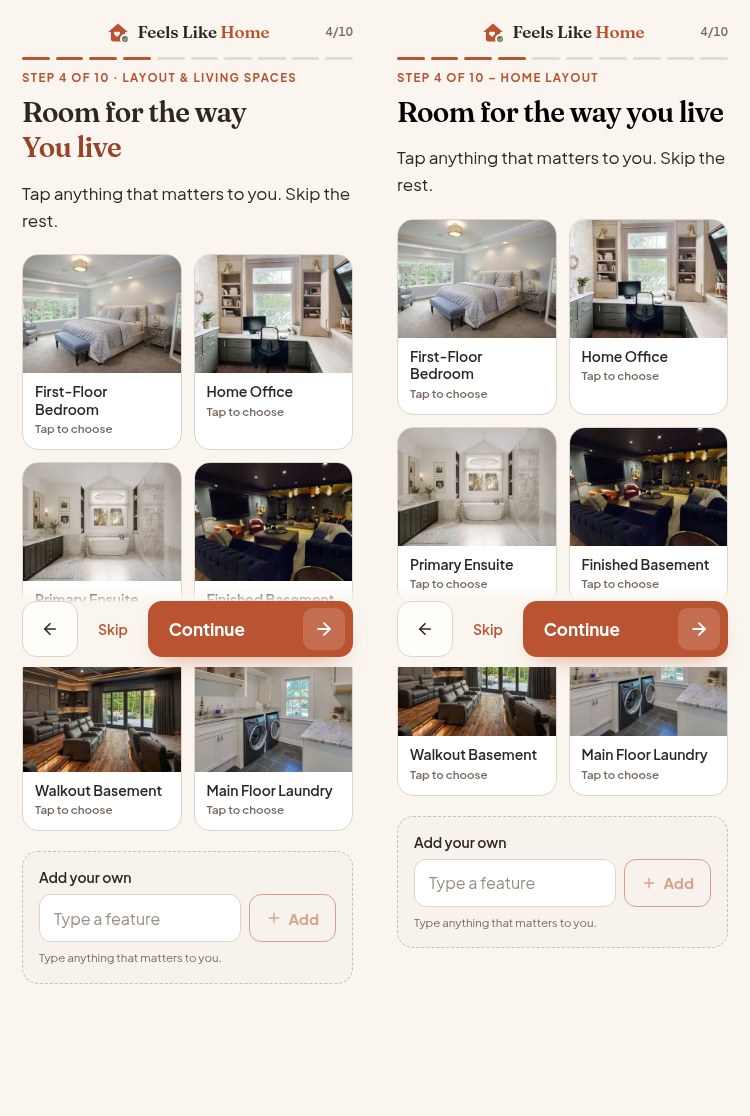 Feels Like Home
4/10
STEP 4 OF 10 · LAYOUT & LIVING SPACES
Room for the way
You live
Tap anything that matters to you. Skip the
rest.
First-Floor
Bedroom
Tap to choose
Home Office
Tap to choose
Primary Ensuite
Finished Basement
Skip
Continue
Walkout Basement
Tap to choose
Main Floor Laundry
Tap to choose
Add your own
Type a feature
+ Add
Type anything that matters to you.
Feels Like Home
4/10
STEP 4 OF 10 – HOME LAYOUT
Room for the way you live
Tap anything that matters to you. Skip the
rest.
First-Floor
Bedroom
Tap to choose
Home Office
Tap to choose
Primary Ensuite
Tap to choose
Finished Basement
Tap to choose
Skip
Continue
Walkout Basement
Tap to choose
Main Floor Laundry
Tap to choose
Add your own
Type a feature
+ Add
Type anything that matters to you.